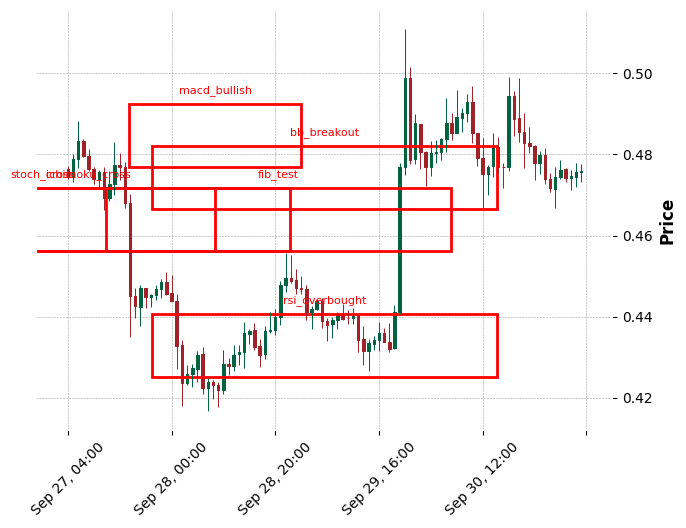 macd_bullish
bb_breakout
fib_test
rsi_overbought
0.50
0.48
0.46
0.44
0.42
Price
Sep 27, 04:00
Sep 28, 00:00
Sep 28, 20:00
Sep 29, 16:00
Sep 30, 12:00